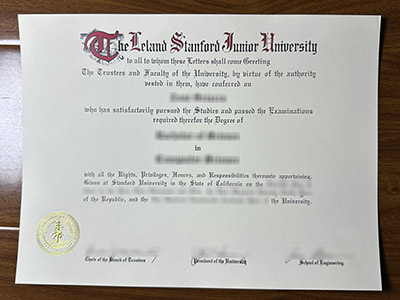 The Leland Stanford Junior University
to all to whom these Letters shall come Greeting
The Trustees and Faculty of the University, by virtue of the authority
vested in them, have conferred on
who has satisfactorily pursued the Studies and passed the Examinations
required therefor the Degree of
in
with all the Rights, Privileges, Honors, and Responsibilities thereunto appertaining.
Given at Stanford University in the State of California on the
of the Republic, and the of the University.
Chair of the Board of Trustees
President of the University
School of Engineering